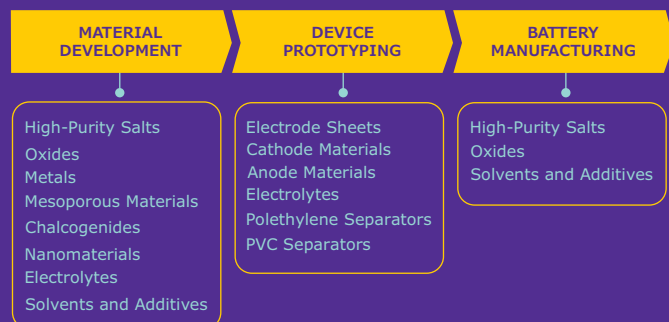 MATERIAL
DEVELOPMENT
DEVICE
PROTOTYPING
BATTERY
MANUFACTURING
High-Purity Salts
Oxides
Metals
Mesoporous Materials
Chalcogenides
Nanomaterials
Electrolytes
Solvents and Additives
Electrode Sheets
Cathode Materials
Anode Materials
Electrolytes
Polethylene Separators
PVC Separators
High-Purity Salts
Oxides
Solvents and Additives